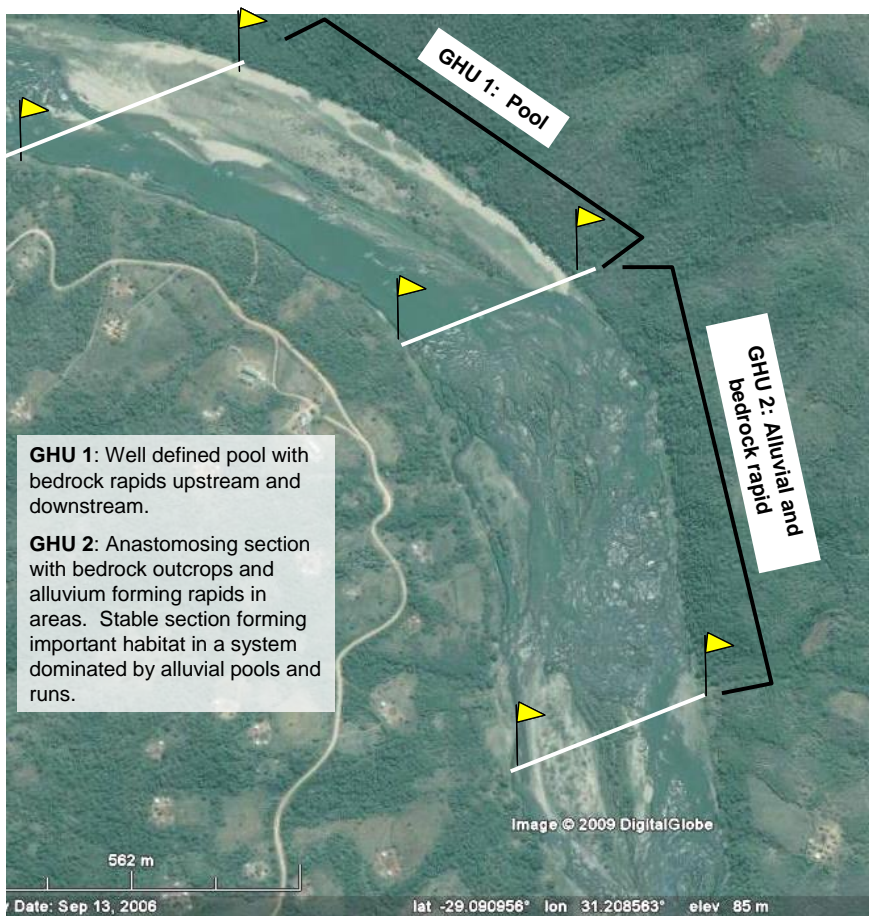 GHU 1:  Pool
GHU 2: Alluvial and
bedrock rapid
GHU 1: Well defined pool with
bedrock rapids upstream and
downstream.
GHU 2: Anastomosing section
with bedrock outcrops and
alluvium forming rapids in
areas.  Stable section forming
important habitat in a system
dominated by alluvial pools and
runs.
Image © 2009 DigitalGlobe
562 m
y Date: Sep 13, 2006
lat -29.090956°  lon  31.208563°  elev  85 m